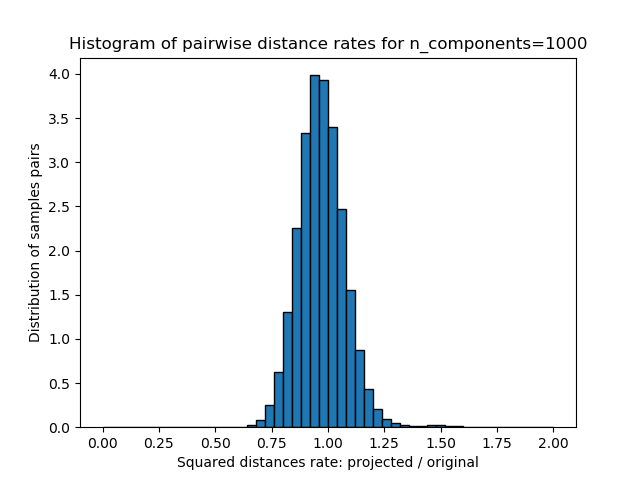 Histogram of pairwise distance rates for n_components=1000
4.0
3.5
3.0
2.5
2.0
1.5
1.0
0.5
0.0
Distribution of samples pairs
0.00 0.25 0.50 0.75 1.00 1.25 1.50 1.75 2.00
Squared distances rate: projected / original